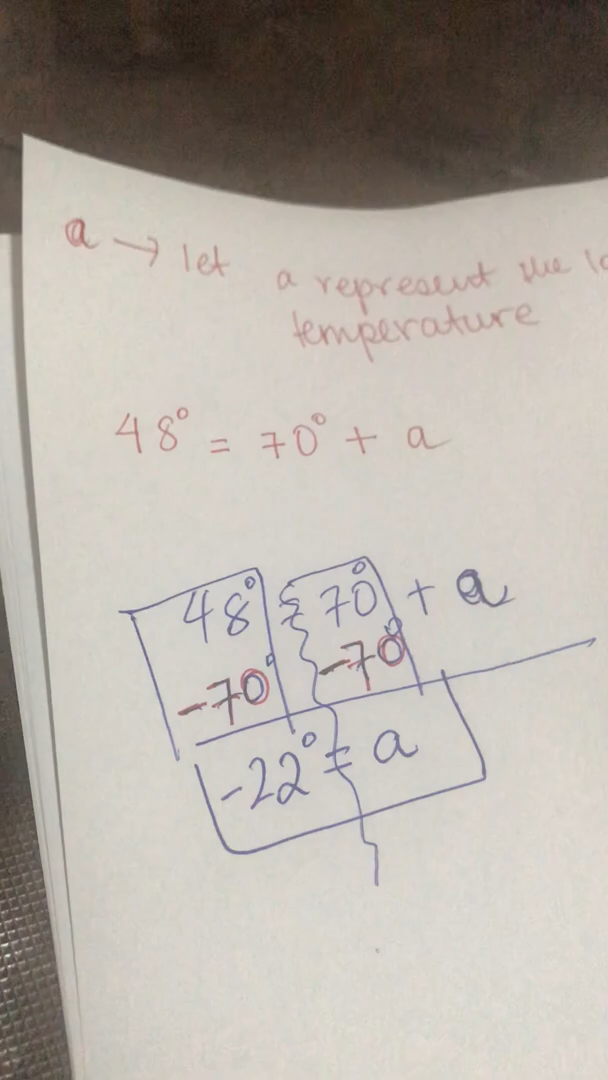 a → let a represent the
temperature
48° = 70° + a
48° = 70° + a
-70° -70°
-22° = a